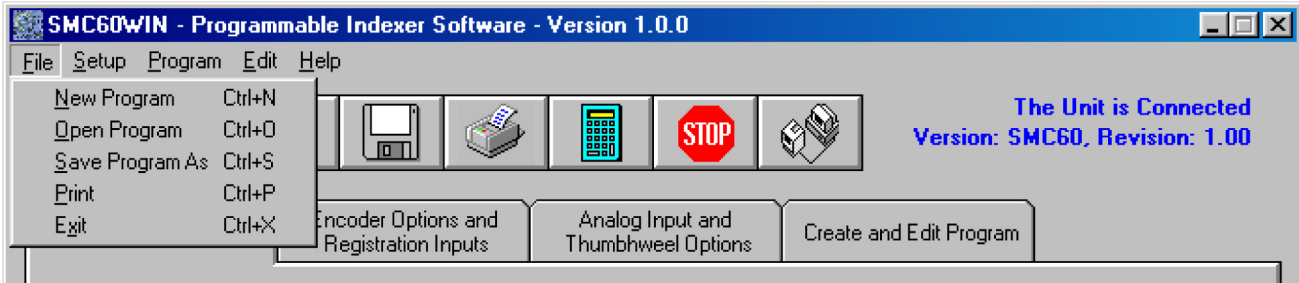 SMC60WIN - Programmable Indexer Software - Version 1.0.0
File Setup Program Edit Help
New Program Ctrl+N
Open Program Ctrl+O
Save Program As Ctrl+S
Print Ctrl+P
Exit Ctrl+X
STOP
The Unit is Connected
Version: SMC60, Revision: 1.00
Encoder Options and
Registration Inputs
Analog Input and
Thumbhweel Options
Create and Edit Program